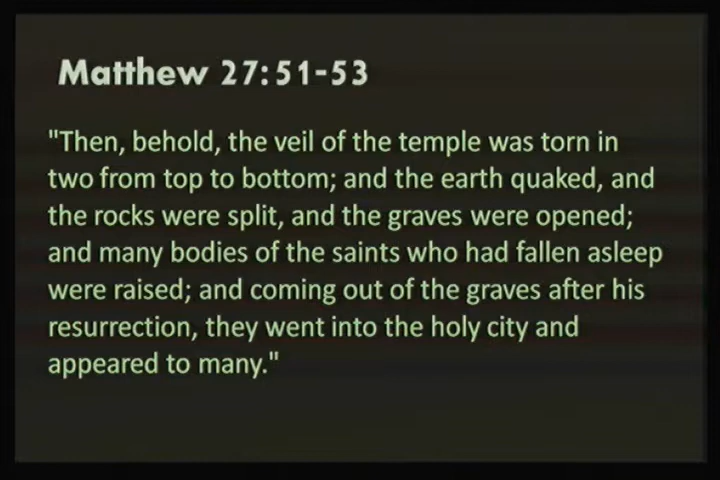 Matthew 27:51-53
"Then, behold, the veil of the temple was torn in
two from top to bottom; and the earth quaked, and
the rocks were split, and the graves were opened;
and many bodies of the saints who had fallen asleep
were raised; and coming out of the graves after his
resurrection, they went into the holy city and
appeared to many."